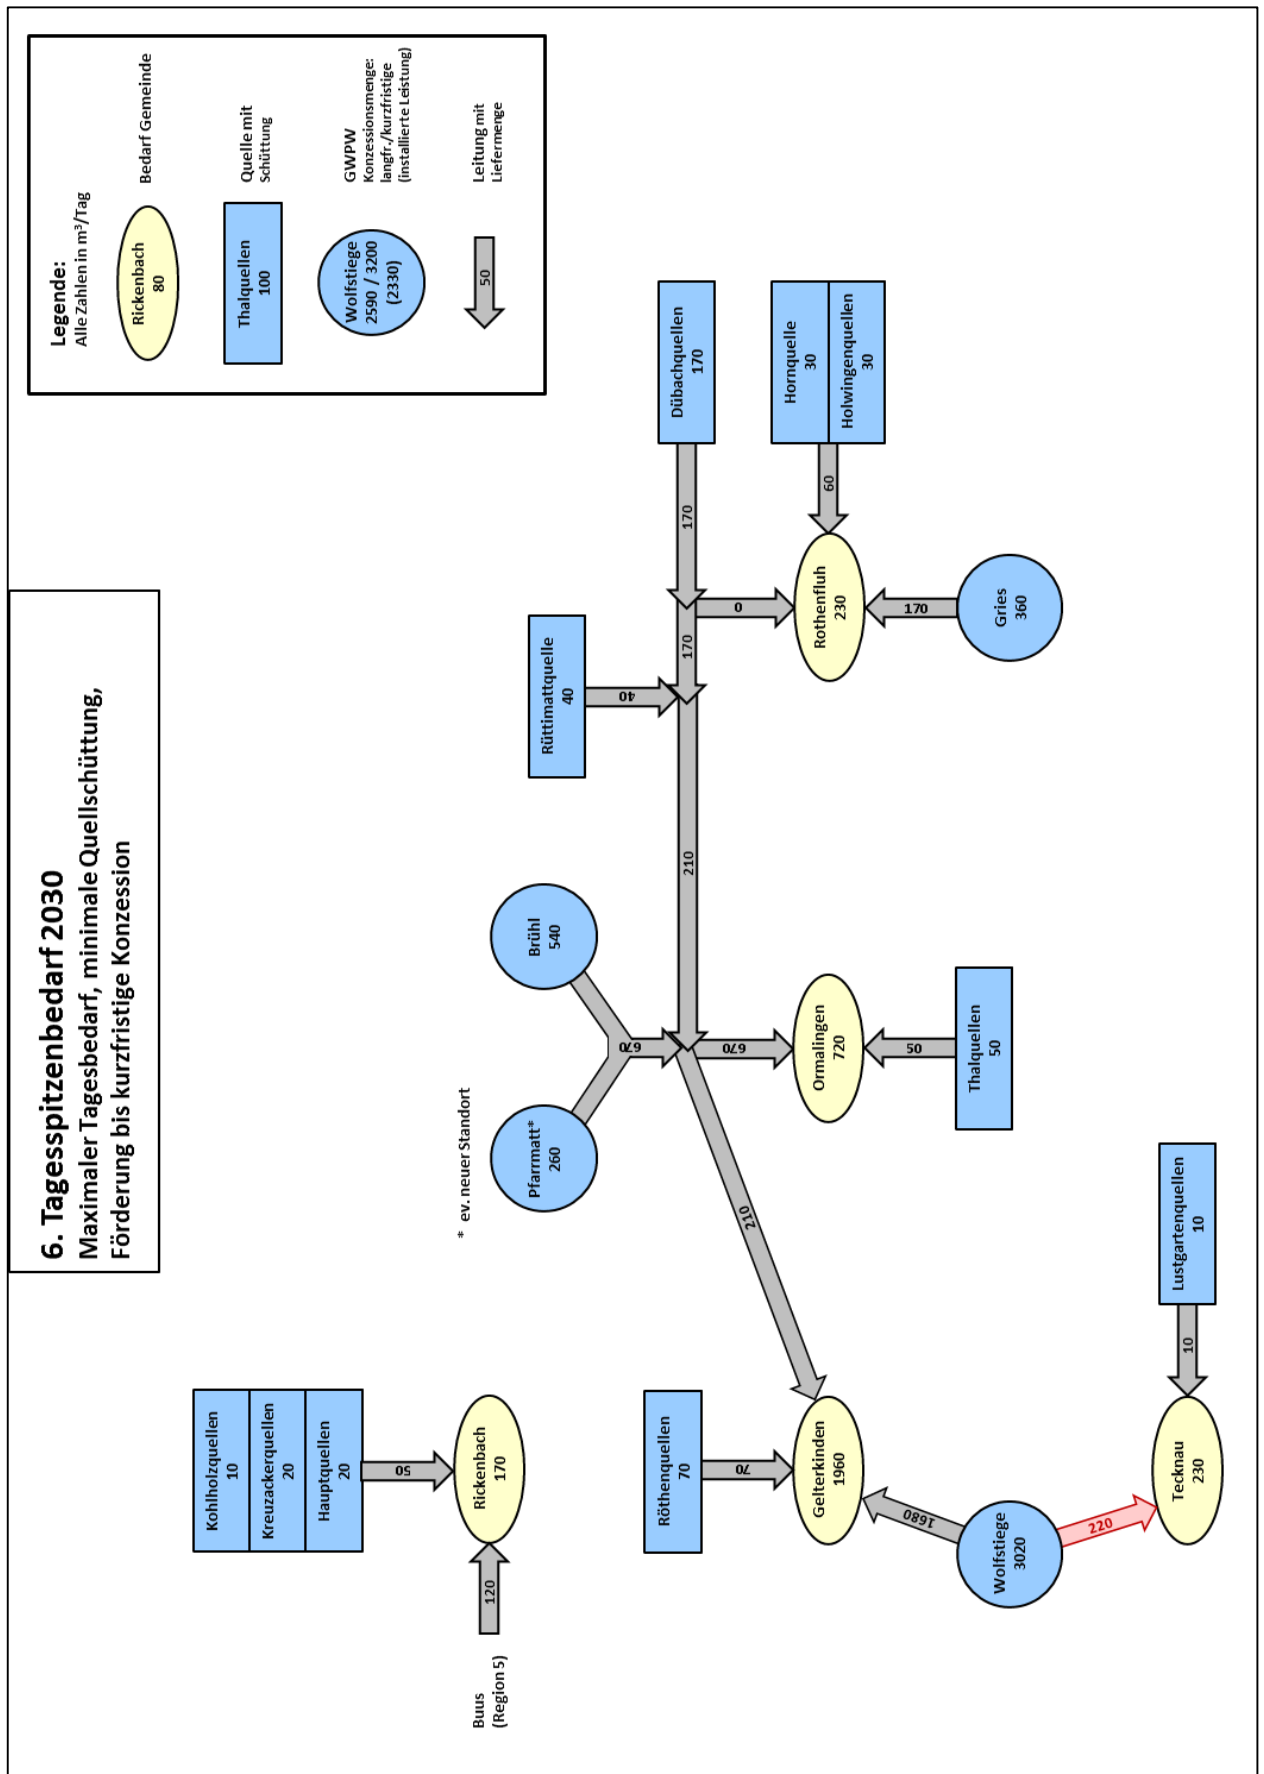 6. Tagesspitzenbedarf 2030
Maximaler Tagesbedarf, minimale Quellschüttung,
Förderung bis kurzfristige Konzession
Legende:
Alle Zahlen in m³/Tag
Rickenbach
80
Bedarf Gemeinde
Thalquellen
100
Quelle mit
Schüttung
Wolfstiege
2590 / 3200
(2330)
GWPW
Konzessionsmenge:
langfr./kurzfristige
(installierte Leistung)
50
Leitung mit
Liefermenge
Kohlholzquellen
10
Kreuzackerquellen
20
Hauptquellen
20
50
Buus
(Region 5)
120
Rickenbach
170
* ev. neuer Standort
Pfarrmatt*
260
Brühl
540
670
Rüttimattquelle
40
40
Dübachquellen
170
170
170
210
210
670
0
Röthenquellen
70
70
Gelterkinden
1960
Ormalingen
720
Rothenfluh
230
60
Hornquelle
30
Holwingenquellen
30
1680
50
170
Wolfstiege
3020
Thalquellen
50
Gries
360
220
Tecknau
230
10
Lustgartenquellen
10